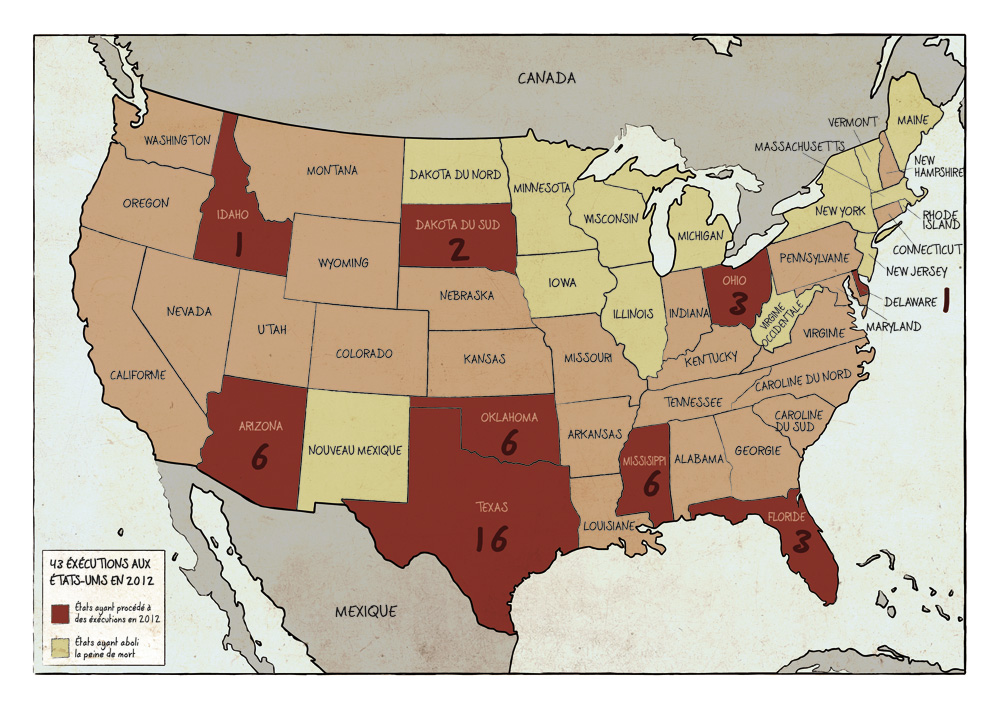 CANADA
WASHINGTON
MONTANA
DAKOTA DU NORD
MINNESOTA
VERMONT
MAINE
MASSACHUSETTS
NEW
HAMPSHIRE
OREGON
IDAHO
1
DAKOTA DU SUD
2
WISCONSIN
MICHIGAN
NEW YORK
RHODE
ISLAND
CONNECTICUT
WYOMING
NEBRASKA
IOWA
PENNSYLVANIE
NEW JERSEY
NEVADA
UTAH
COLORADO
KANSAS
MISSOURI
ILLINOIS
INDIANA
OHIO
3
VIRGINIE
OCCIDENTALE
VIRGINIE
DELAWARE 1
MARYLAND
KENTUCKY
CALIFORNIE
TENNESSEE
CAROLINE DU NORD
CAROLINE
DU SUD
ARIZONA
6
NOUVEAU MEXIQUE
OKLAHOMA
6
ARKANSAS
MISSISIPPI
6
ALABAMA
GEORGIE
TEXAS
16
LOUISIANE
FLORIDE
3
MEXIQUE
43 ÉXÉCUTIONS AUX
ÉTATS-UNIS EN 2012
États ayant procédé à
des éxécutions en 2012
États ayant aboli
la peine de mort